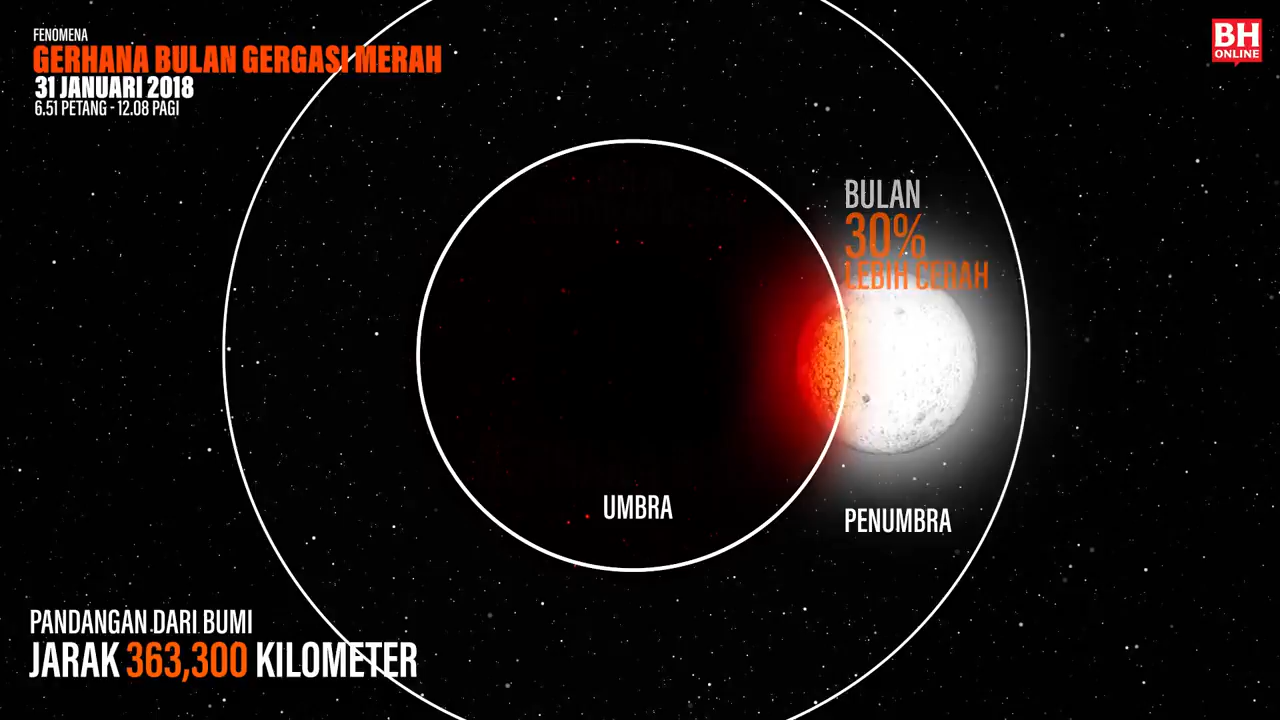 FENOMENA
GERHANA BULAN GERGASI MERAH
31 JANUARI 2018
6.51 PETANG - 12.08 PAGI
BH
ONLINE
BULAN
30%
LEBIH CERAH
UMBRA
PENUMBRA
PANDANGAN DARI BUMI
JARAK 363,300 KILOMETER